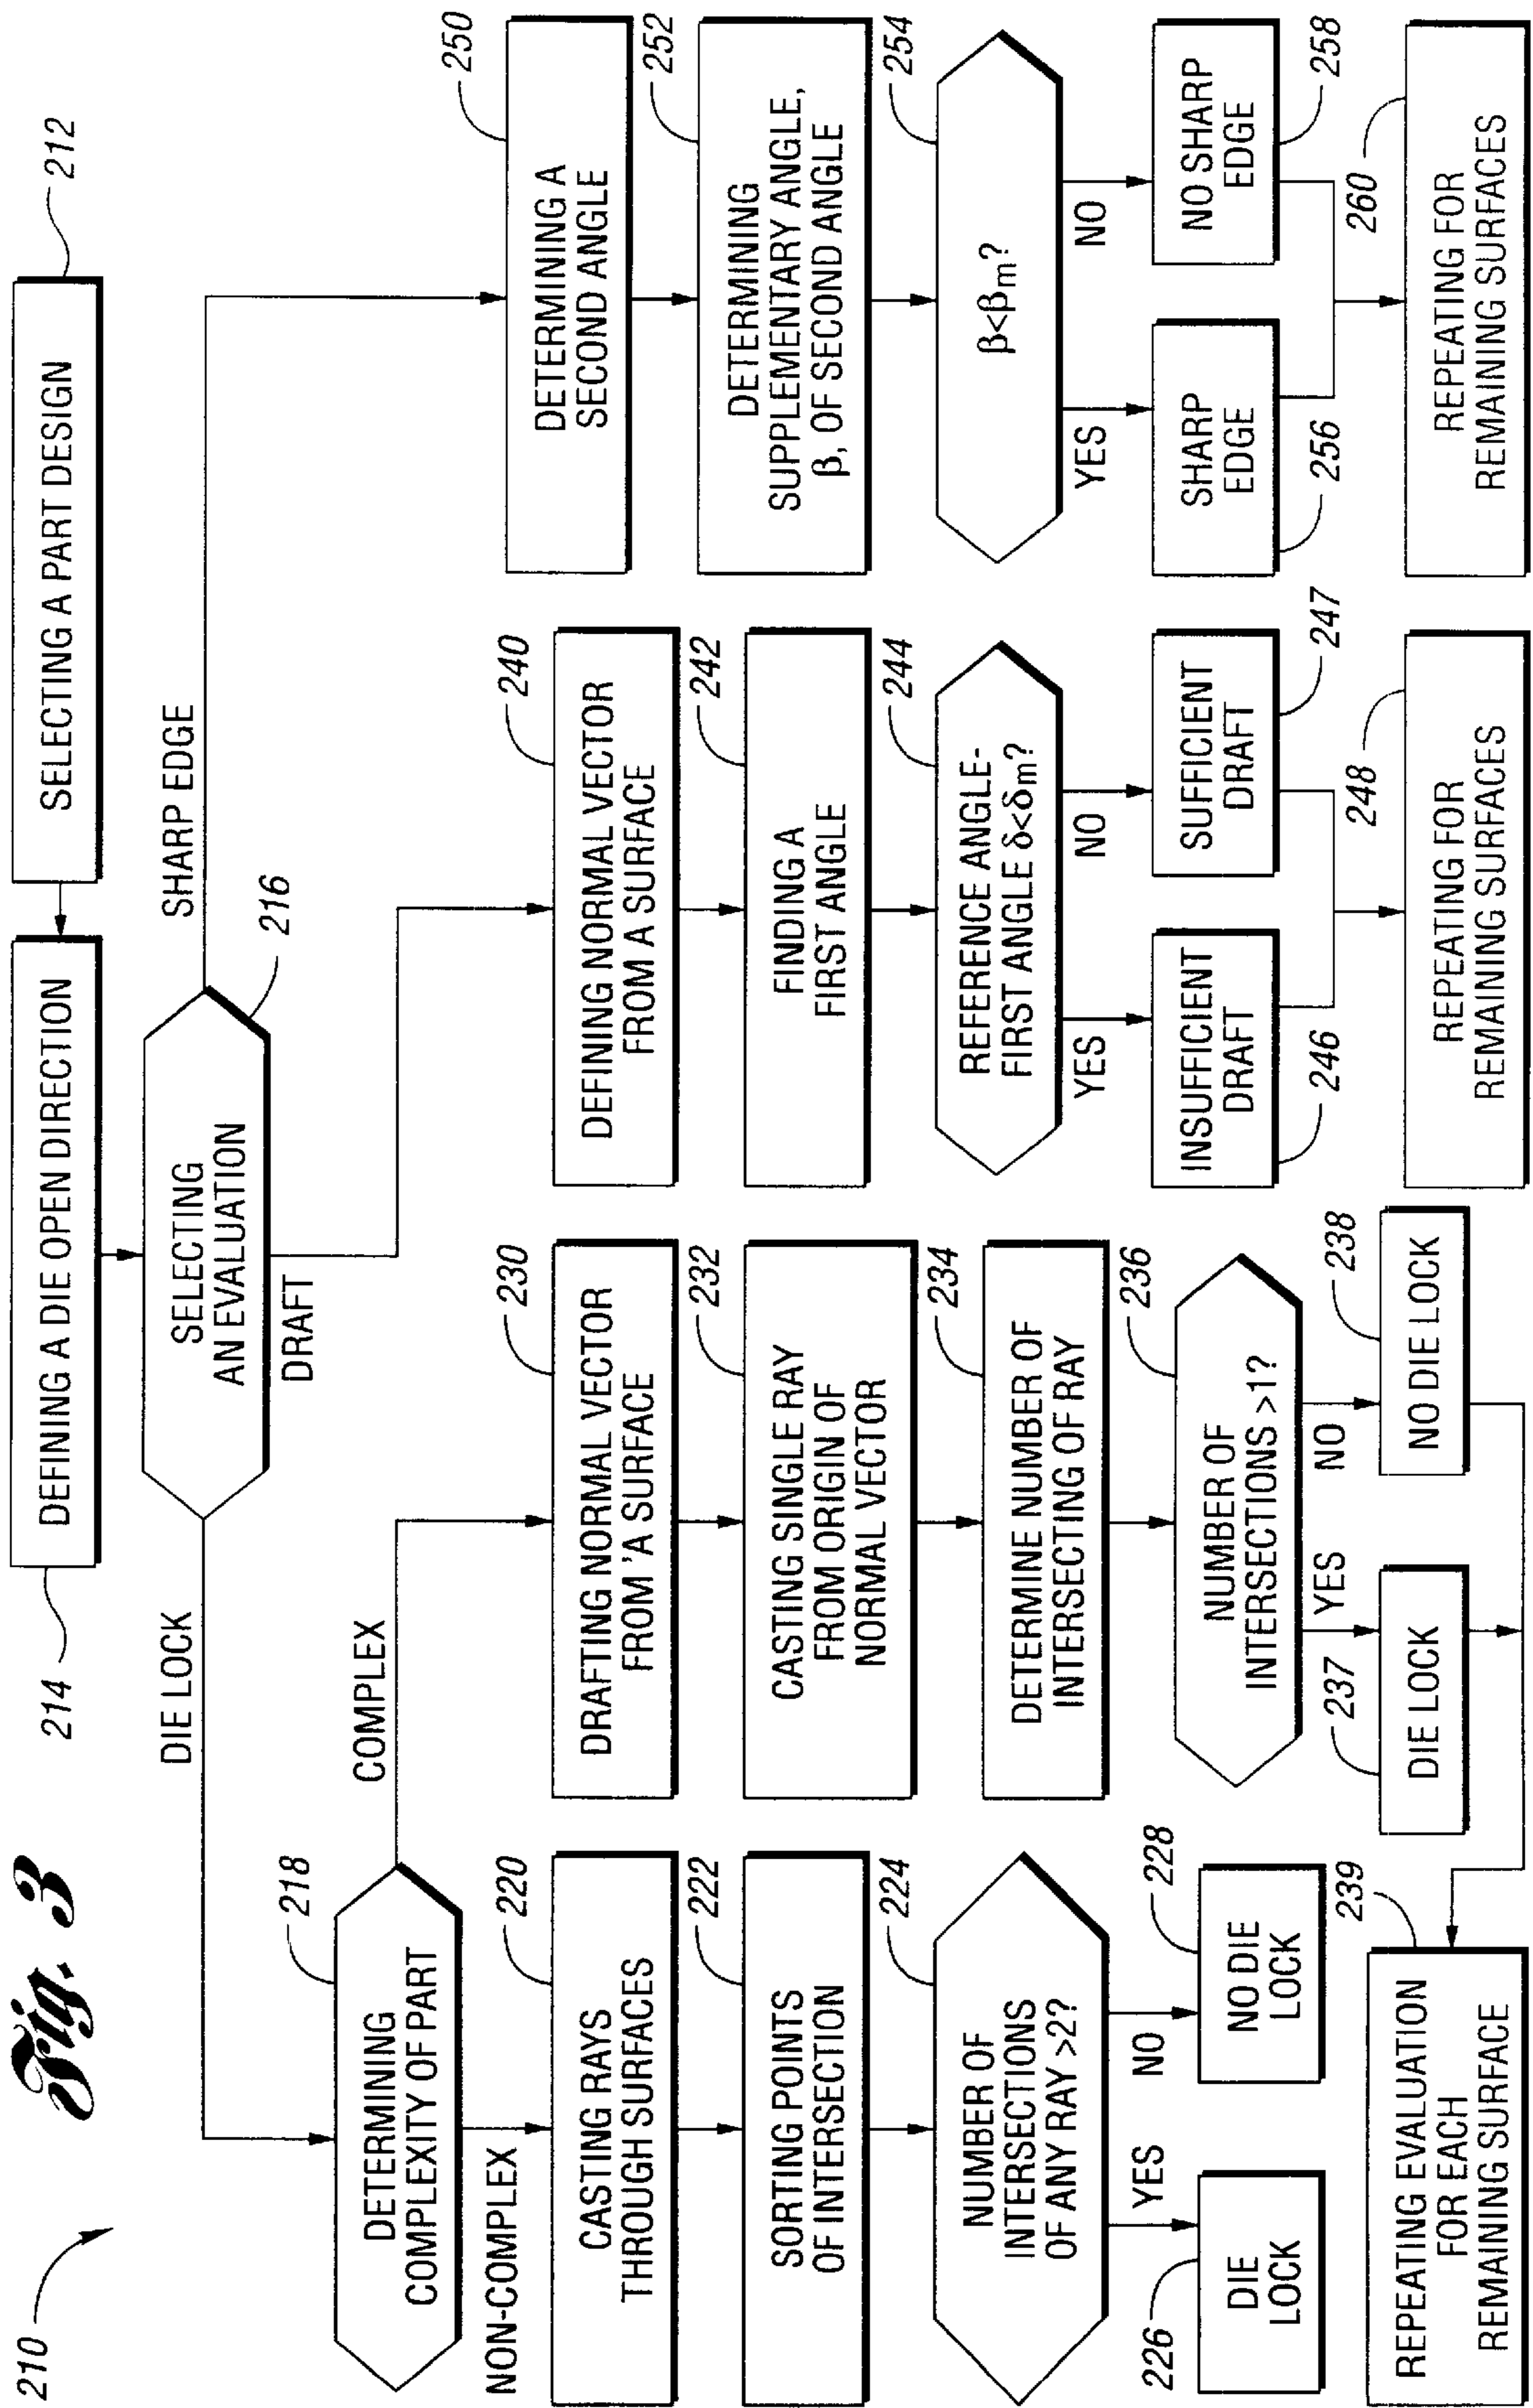 Fig. 3
210
SELECTING A PART DESIGN
212
DEFINING A DIE OPEN DIRECTION
214
SELECTING
AN EVALUATION
216
DIE LOCK
DRAFT
SHARP EDGE
DETERMINING
COMPLEXITY OF PART
218
NON-COMPLEX
COMPLEX
CASTING RAYS
THROUGH SURFACES
220
SORTING POINTS
OF INTERSECTION
222
NUMBER OF
INTERSECTIONS
OF ANY RAY >2?
224
YES
NO
DIE
LOCK
226
NO DIE
LOCK
228
DRAFTING NORMAL VECTOR
FROM 'A SURFACE
230
CASTING SINGLE RAY
FROM ORIGIN OF
NORMAL VECTOR
232
DETERMINE NUMBER OF
INTERSECTING OF RAY
234
NUMBER OF
INTERSECTIONS >1?
236
YES
NO
DIE LOCK
237
NO DIE LOCK
238
REPEATING EVALUATION
FOR EACH
REMAINING SURFACE
239
DEFINING NORMAL VECTOR
FROM A SURFACE
240
FINDING A
FIRST ANGLE
242
REFERENCE ANGLE-
FIRST ANGLE δ<δm?
244
YES
NO
INSUFFICIENT
DRAFT
246
SUFFICIENT
DRAFT
247
REPEATING FOR
REMAINING SURFACES
248
DETERMINING A
SECOND ANGLE
250
DETERMINING
SUPPLEMENTARY ANGLE,
β, OF SECOND ANGLE
252
β<βm?
254
YES
NO
SHARP
EDGE
256
NO SHARP
EDGE
258
REPEATING FOR
REMAINING SURFACES
260